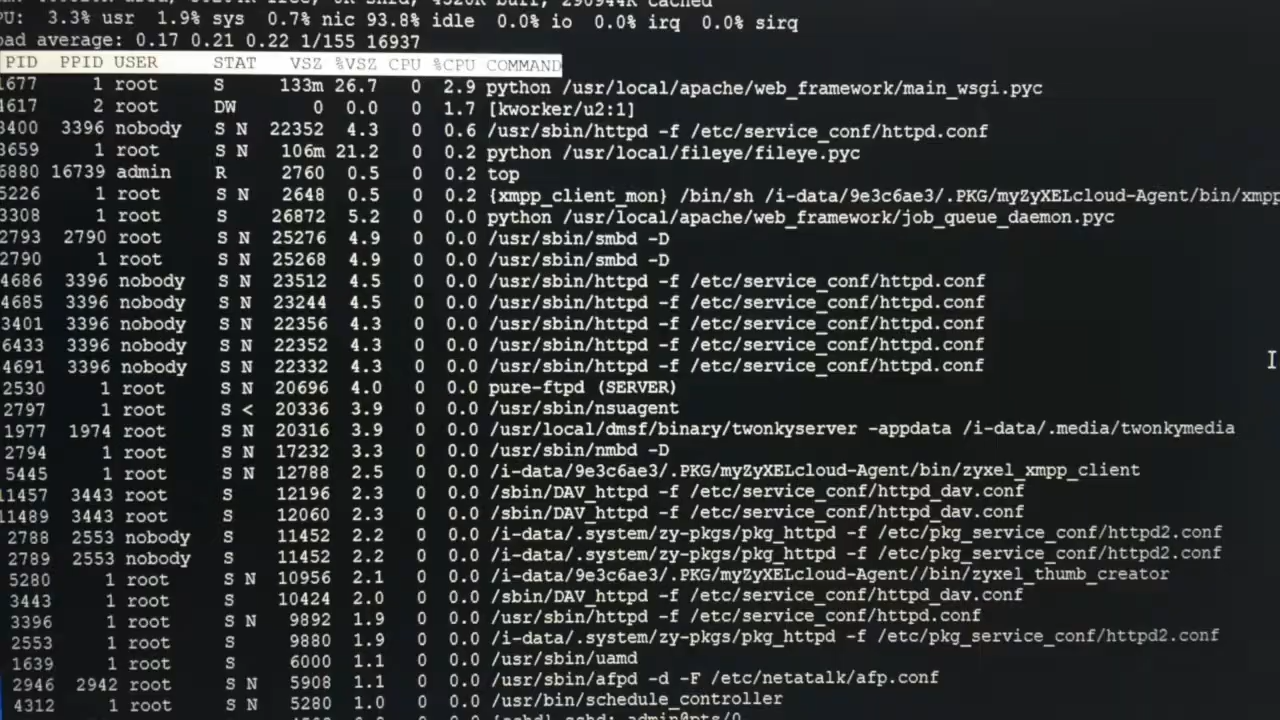 PU:  3.3% usr  1.9% sys  0.7% nic 93.8% idle  0.0% io  0.0% irq  0.0% sirq
oad average: 0.17 0.21 0.22 1/155 16937
PID  PPID USER     STAT   VSZ %VSZ CPU %CPU COMMAND
1677     1 root     S     133m 26.7   0  2.9 python /usr/local/apache/web_framework/main_wsgi.pyc
4617     2 root     DW       0  0.0   0  1.7 [kworker/u2:1]
3400  3396 nobody   S N  22352  4.3   0  0.6 /usr/sbin/httpd -f /etc/service_conf/httpd.conf
3659     1 root     S N   106m 21.2   0  0.2 python /usr/local/fileye/fileye.pyc
6880 16739 admin    R     2760  0.5   0  0.2 top
5226     1 root     S N   2648  0.5   0  0.2 {xmpp_client_mon} /bin/sh /i-data/9e3c6ae3/.PKG/myZyXELcloud-Agent/bin/xmpp
3308     1 root     S    26872  5.2   0  0.0 python /usr/local/apache/web_framework/job_queue_daemon.pyc
2793  2790 root     S N  25276  4.9   0  0.0 /usr/sbin/smbd -D
2790     1 root     S N  25268  4.9   0  0.0 /usr/sbin/smbd -D
4686  3396 nobody   S N  23512  4.5   0  0.0 /usr/sbin/httpd -f /etc/service_conf/httpd.conf
4685  3396 nobody   S N  23244  4.5   0  0.0 /usr/sbin/httpd -f /etc/service_conf/httpd.conf
3401  3396 nobody   S N  22356  4.3   0  0.0 /usr/sbin/httpd -f /etc/service_conf/httpd.conf
6433  3396 nobody   S N  22352  4.3   0  0.0 /usr/sbin/httpd -f /etc/service_conf/httpd.conf
4691  3396 nobody   S N  22332  4.3   0  0.0 /usr/sbin/httpd -f /etc/service_conf/httpd.conf
2530     1 root     S N  20696  4.0   0  0.0 pure-ftpd (SERVER)
2797     1 root     S <  20336  3.9   0  0.0 /usr/sbin/nsuagent
1977  1974 root     S N  20316  3.9   0  0.0 /usr/local/dmsf/binary/twonkyserver -appdata /i-data/.media/twonkymedia
2794     1 root     S N  17232  3.3   0  0.0 /usr/sbin/nmbd -D
5445     1 root     S N  12788  2.5   0  0.0 /i-data/9e3c6ae3/.PKG/myZyXELcloud-Agent/bin/zyxel_xmpp_client
11457  3443 root     S    12196  2.3   0  0.0 /sbin/DAV_httpd -f /etc/service_conf/httpd_dav.conf
11489  3443 root     S    12060  2.3   0  0.0 /sbin/DAV_httpd -f /etc/service_conf/httpd_dav.conf
2788  2553 nobody   S    11452  2.2   0  0.0 /i-data/.system/zy-pkgs/pkg_httpd -f /etc/pkg_service_conf/httpd2.conf
2789  2553 nobody   S    11452  2.2   0  0.0 /i-data/.system/zy-pkgs/pkg_httpd -f /etc/pkg_service_conf/httpd2.conf
5280     1 root     S N  10956  2.1   0  0.0 /i-data/9e3c6ae3/.PKG/myZyXELcloud-Agent//bin/zyxel_thumb_creator
3443     1 root     S    10424  2.0   0  0.0 /sbin/DAV_httpd -f /etc/service_conf/httpd_dav.conf
3396     1 root     S N   9892  1.9   0  0.0 /usr/sbin/httpd -f /etc/service_conf/httpd.conf
2553     1 root     S     9880  1.9   0  0.0 /i-data/.system/zy-pkgs/pkg_httpd -f /etc/pkg_service_conf/httpd2.conf
1639     1 root     S     6000  1.1   0  0.0 /usr/sbin/uamd
2946  2942 root     S N   5908  1.1   0  0.0 /usr/sbin/afpd -d -F /etc/netatalk/afp.conf
4312     1 root     S N   5280  1.0   0  0.0 /usr/bin/schedule_controller